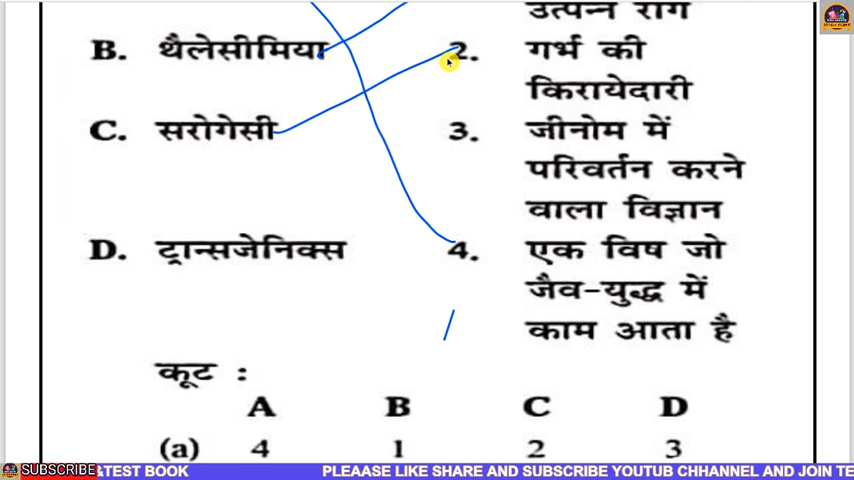 उत्पन्न रोग
B. थैलेसीमिया 2. गर्भ की
किरायेदारी
C. सरोगेसी 3. जीनोम में
परिवर्तन करने
वाला विज्ञान
D. ट्रान्सजेनिक्स 4. एक विष जो
जैव-युद्ध में
काम आता है
कूट :
A B C D
(a) 4 1 2 3
SUBSCRIBE &TEST BOOK PLEAASE LIKE SHARE AND SUBSCRIBE YOUTUB CHHANNEL AND JOIN TE